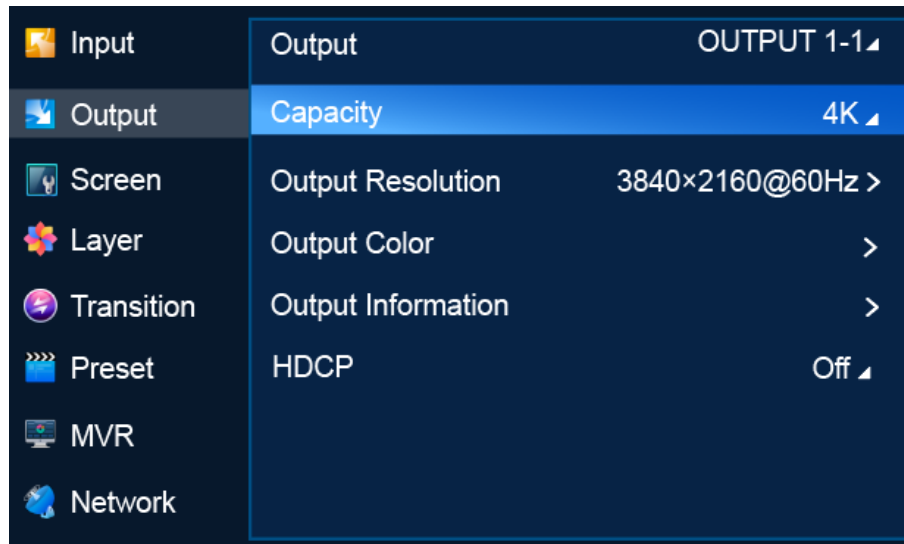 Input
Output
Screen
Layer
Transition
Preset
MVR
Network
Output OUTPUT 1-1
Capacity 4K
Output Resolution 3840×2160@60Hz >
Output Color >
Output Information >
HDCP Off